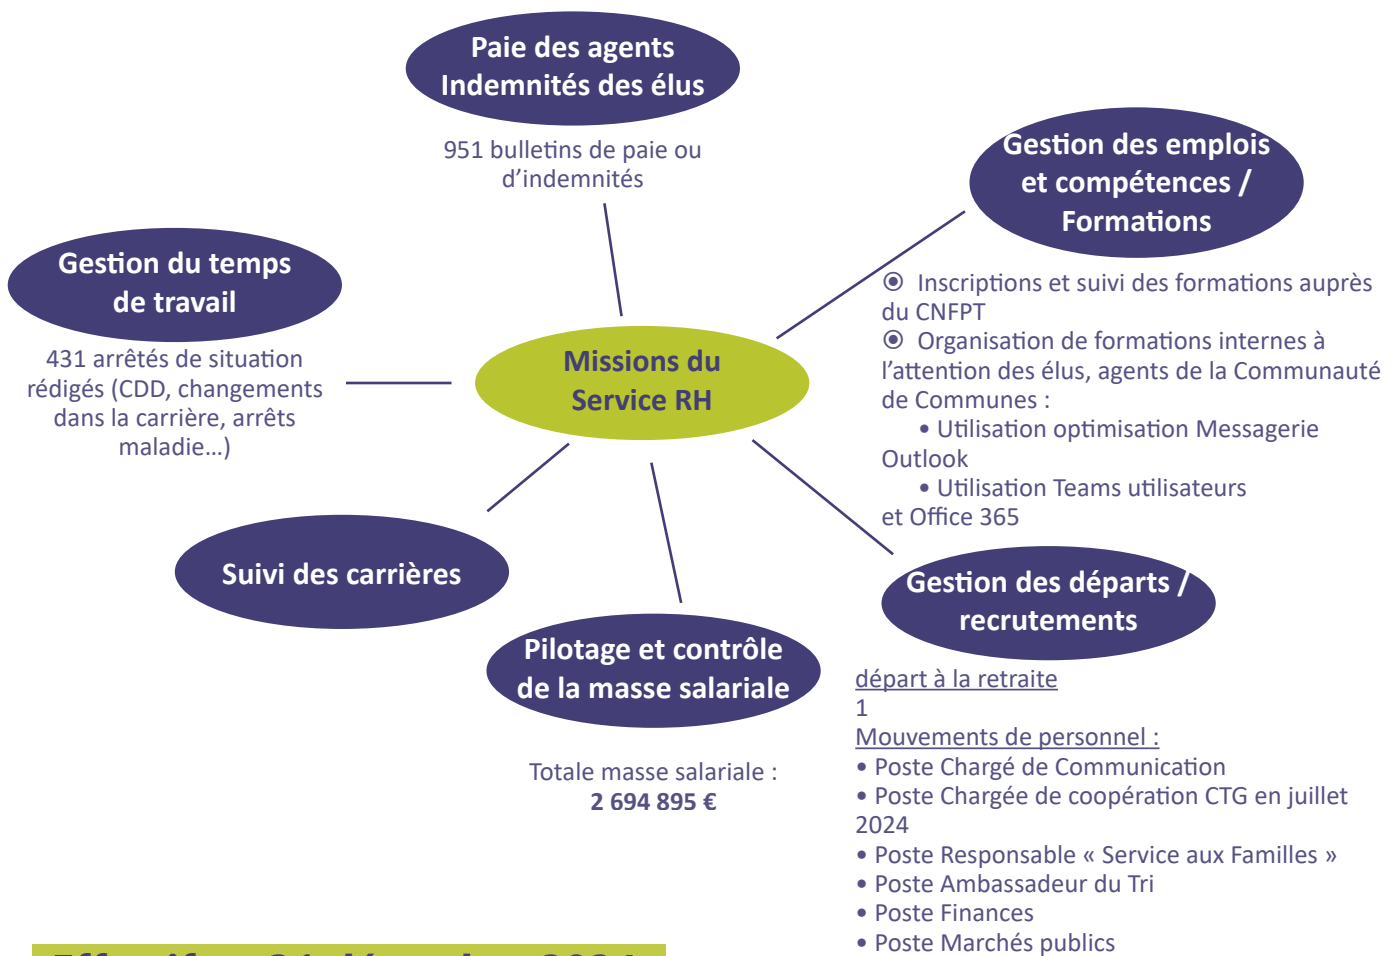 Paie des agents
Indemnités des élus
951 bulletins de paie ou
d’indemnités
Gestion des emplois
et compétences /
Formations
Inscriptions et suivi des formations auprès
du CNFPT
Organisation de formations internes à
l’attention des élus, agents de la Communauté
de Communes :
• Utilisation optimisation Messagerie
Outlook
• Utilisation Teams utilisateurs
et Office 365
Gestion du temps
de travail
431 arrêtés de situation
rédigés (CDD, changements
dans la carrière, arrêts
maladie…)
Missions du
Service RH
Suivi des carrières
Pilotage et contrôle
de la masse salariale
Totale masse salariale :
2 694 895 €
Gestion des départs /
recrutements
départ à la retraite
1
Mouvements de personnel :
• Poste Chargé de Communication
• Poste Chargée de coopération CTG en juillet
2024
• Poste Responsable « Service aux Familles »
• Poste Ambassadeur du Tri
• Poste Finances
• Poste Marchés publics